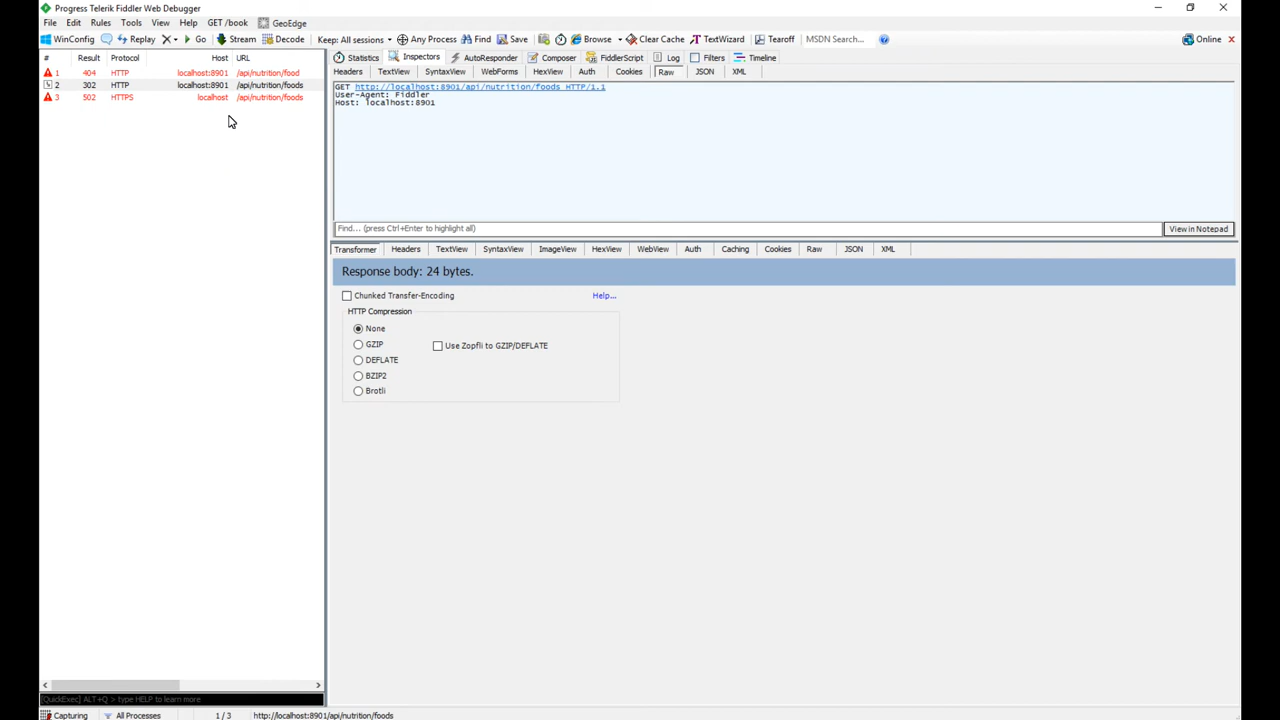 Progress Telerik Fiddler Web Debugger
File Edit Rules Tools View Help GET /book GeoEdge
WinConfig Replay Go Stream Decode Keep: All sessions Any Process Find Save Browse Clear Cache TextWizard Tearoff MSDN Search... Online
# Result Protocol Host URL
1 404 HTTP localhost:8901 /api/nutrition/food
2 302 HTTP localhost:8901 /api/nutrition/foods
3 502 HTTPS localhost /api/nutrition/foods
Statistics Inspectors AutoResponder Composer FiddlerScript Log Filters Timeline
Headers TextView SyntaxView WebForms HexView Auth Cookies Raw JSON XML
GET http://localhost:8901/api/nutrition/foods HTTP/1.1
User-Agent: Fiddler
Host: localhost:8901
Find... (press Ctrl+Enter to highlight all) View in Notepad
Transformer Headers TextView SyntaxView ImageView HexView WebView Auth Caching Cookies Raw JSON XML
Response body: 24 bytes.
Chunked Transfer-Encoding Help...
HTTP Compression
None
GZIP Use Zopfli to GZIP/DEFLATE
DEFLATE
BZIP2
Brotli
[QuickExec] ALT+Q > type HELP to learn more
Capturing All Processes 1 / 3 http://localhost:8901/api/nutrition/foods